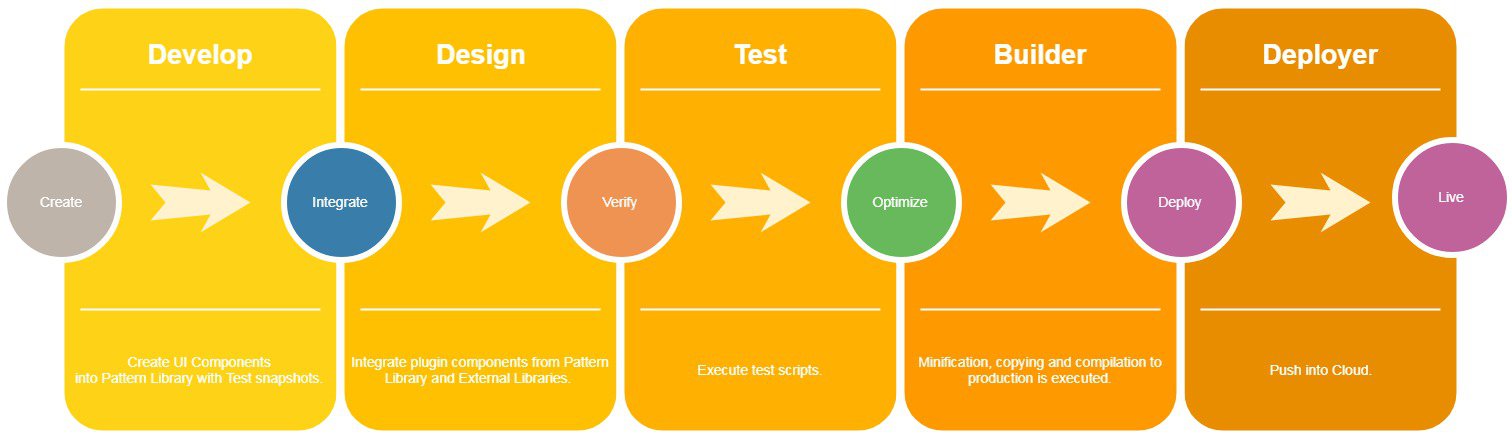 Develop
Design
Test
Builder
Deployer
Create
Integrate
Verify
Optimize
Deploy
Live
Create UI Components
into Pattern Library with Test snapshots.
Integrate plugin components from Pattern
Library and External Libraries.
Execute test scripts.
Minification, copying and compilation to
production is executed.
Push into Cloud.